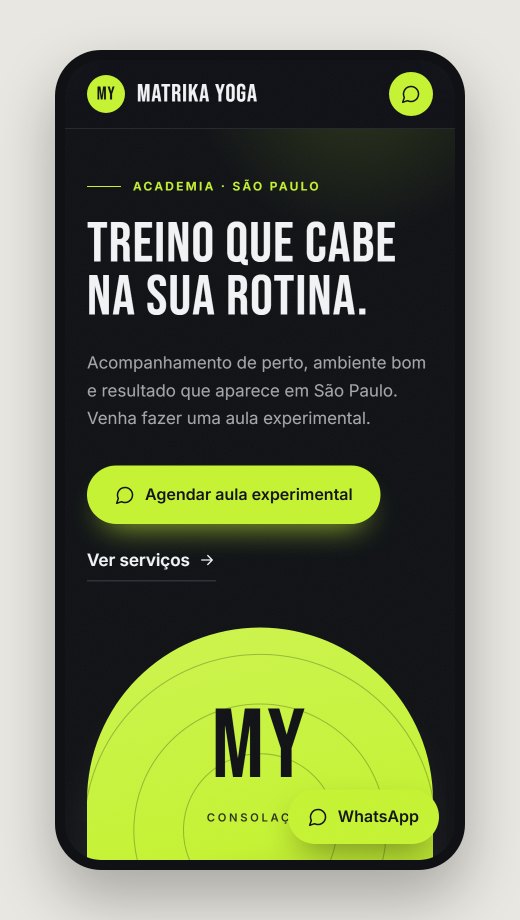 MY MATRIKA YOGA
ACADEMIA · SÃO PAULO
TREINO QUE CABE
NA SUA ROTINA.
Acompanhamento de perto, ambiente bom
e resultado que aparece em São Paulo.
Venha fazer uma aula experimental.
Agendar aula experimental
Ver serviços →
MY
WhatsApp